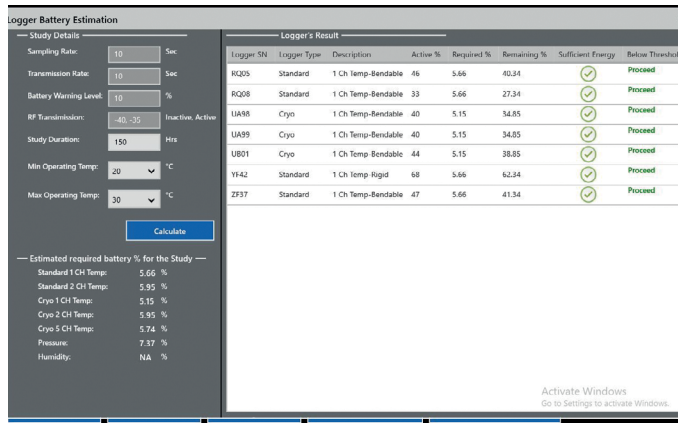 Logger Battery Estimation
Study Details
Sampling Rate: 10 Sec
Transmission Rate: 10 Sec
Battery Warning Level: 10 %
RF Transimission: -40, -35 Inactive, Active
Study Duration: 150 Hrs
Min Operating Temp: 20 °C
Max Operating Temp: 30 °C
Calculate
Estimated required battery % for the Study
Standard 1 CH Temp: 5.66 %
Standard 2 CH Temp: 5.95 %
Cryo 1 CH Temp: 5.15 %
Cryo 2 CH Temp: 5.95 %
Cryo 5 CH Temp: 5.74 %
Pressure: 7.37 %
Humidity: NA %
Logger's Result
Logger SN Logger Type Description Active % Required % Remaining % Sufficient Energy Below Threshol
RQ05 Standard 1 Ch Temp-Bendable 46 5.66 40.34 Proceed
RQ08 Standard 1 Ch Temp-Bendable 33 5.66 27.34 Proceed
UA98 Cryo 1 Ch Temp-Bendable 40 5.15 34.85 Proceed
UA99 Cryo 1 Ch Temp-Bendable 40 5.15 34.85 Proceed
UB01 Cryo 1 Ch Temp-Bendable 44 5.15 38.85 Proceed
YF42 Standard 1 Ch Temp-Rigid 68 5.66 62.34 Proceed
ZF37 Standard 1 Ch Temp-Bendable 47 5.66 41.34 Proceed
Activate Windows
Go to Settings to activate Windows.